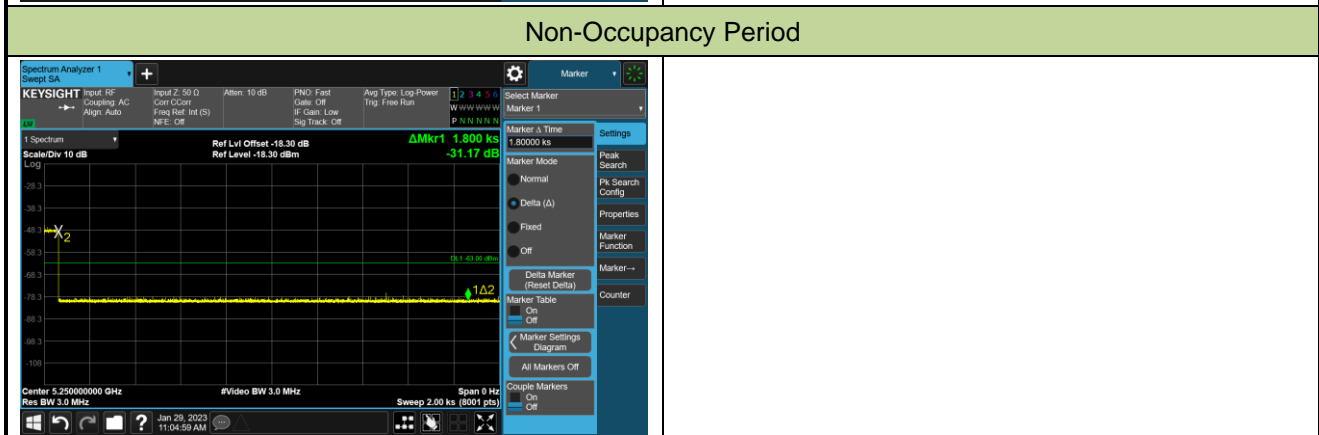 Non-Occupancy Period
Spectrum Analyzer 1
Swept SA
+
Marker
KEYSIGHT
Input: RF
Coupling: AC
Align: Auto
Input Z: 50 Ω
Corr CCorr
Freq Ref: Int (S)
NFE: Off
Atten: 10 dB
PNO: Fast
Gate: Off
IF Gain: Low
Sig Track: Off
Avg Type: Log-Power
Trig: Free Run
1 2 3 4 5 6
W W W W W W
P N N N N N
Select Marker
Marker 1
1 Spectrum
Scale/Div 10 dB
Log
Ref Lvl Offset -18.30 dB
Ref Level -18.30 dBm
ΔMkr1 1.800 ks
-31.17 dB
Marker Δ Time
1.80000 ks
Settings
Marker Mode
Normal
Delta (Δ)
Fixed
Off
Delta Marker
(Reset Delta)
Marker Table
On
Off
Marker Settings
Diagram
All Markers Off
Couple Markers
On
Off
Peak
Search
Pk Search
Config
Properties
Marker
Function
Marker→
Counter
-28.3
-38.3
-48.3
-58.3
-68.3
-78.3
-88.3
-98.3
-108
X2
DL1 -63.00 dBm
1Δ2
Center 5.250000000 GHz
Res BW 3.0 MHz
#Video BW 3.0 MHz
Span 0 Hz
Sweep 2.00 ks (8001 pts)
?
Jan 29, 2023
11:04:59 AM